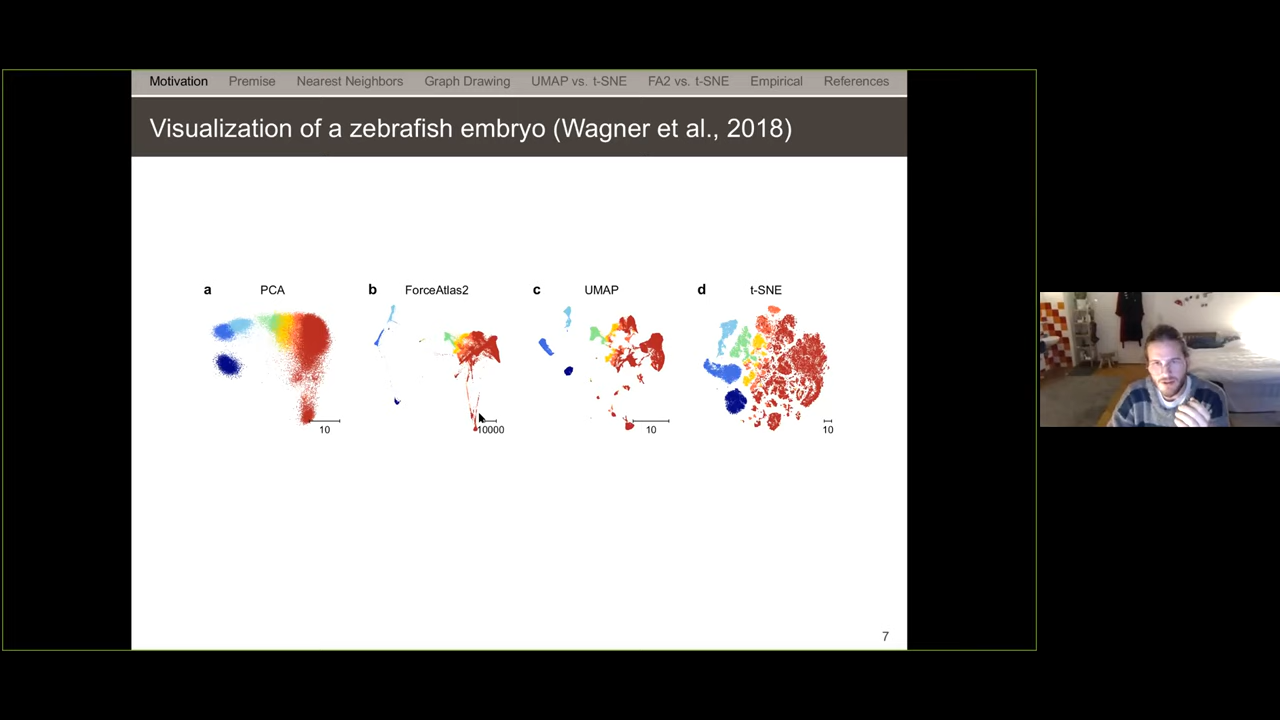 Motivation Premise Nearest Neighbors Graph Drawing UMAP vs. t-SNE FA2 vs. t-SNE Empirical References
Visualization of a zebrafish embryo (Wagner et al., 2018)
a PCA b ForceAtlas2 c UMAP d t-SNE
10 10000 10 10
7